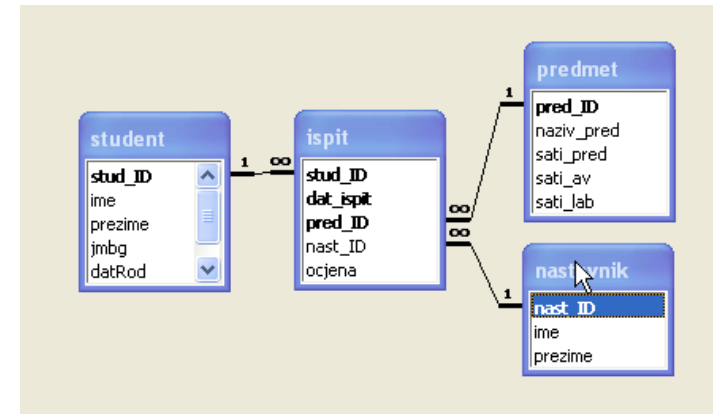 student
stud_ID
ime
prezime
jmbg
datRod
1 ∞
ispit
stud_ID
dat_ispit
pred_ID
nast_ID
ocjena
∞
∞
1
predmet
pred_ID
naziv_pred
sati_pred
sati_av
sati_lab
1
nastavnik
nast_ID
ime
prezime